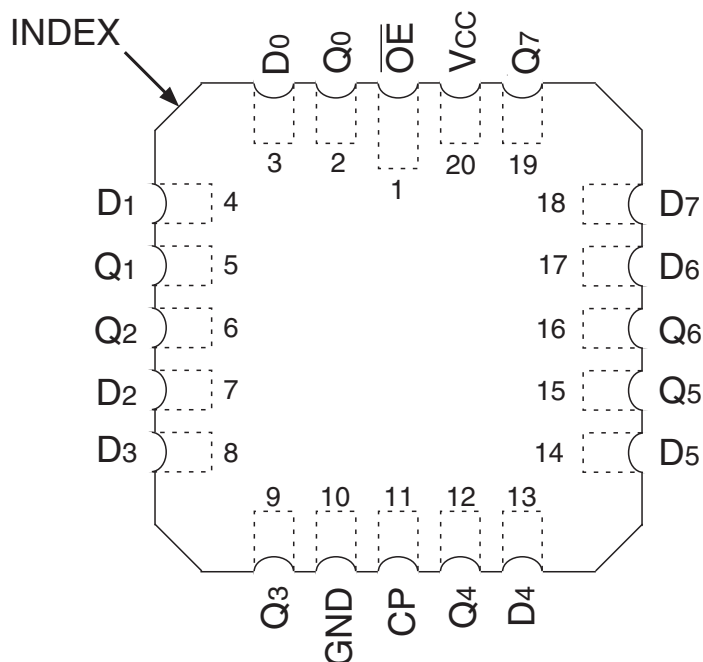 INDEX
D0 Q0 OE VCC Q7
3 2 1 20 19
D1 4 18 D7
Q1 5 17 D6
Q2 6 16 Q6
D2 7 15 Q5
D3 8 14 D5
9 10 11 12 13
Q3 GND CP Q4 D4